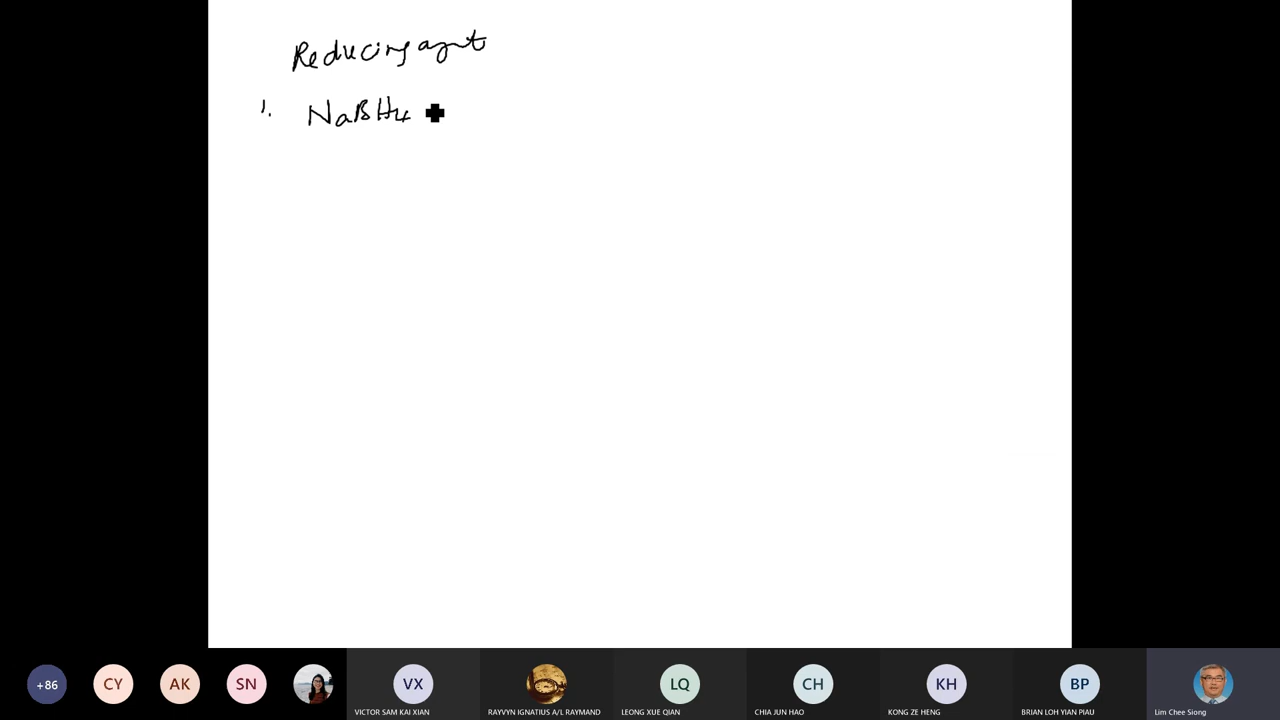 Reducing agent
1. NaBH4
+86
CY
AK
SN
VX
LQ
CH
KH
BP
VICTOR SAM KAI XIAN
RAYVYN IGNATIUS A/L RAYMAND
LEONG XUE QIAN
CHIA JUN HAO
KONG ZE HENG
BRIAN LOH YIAN PIAU
Lim Chee Siong